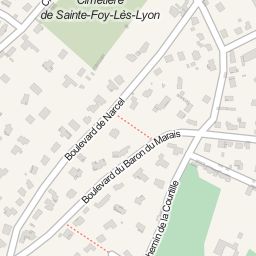 Cimetière
de Sainte-Foy-Lès-Lyon
Boulevard de Narcel
Boulevard du Baron du Marais
Chemin de la Courtille